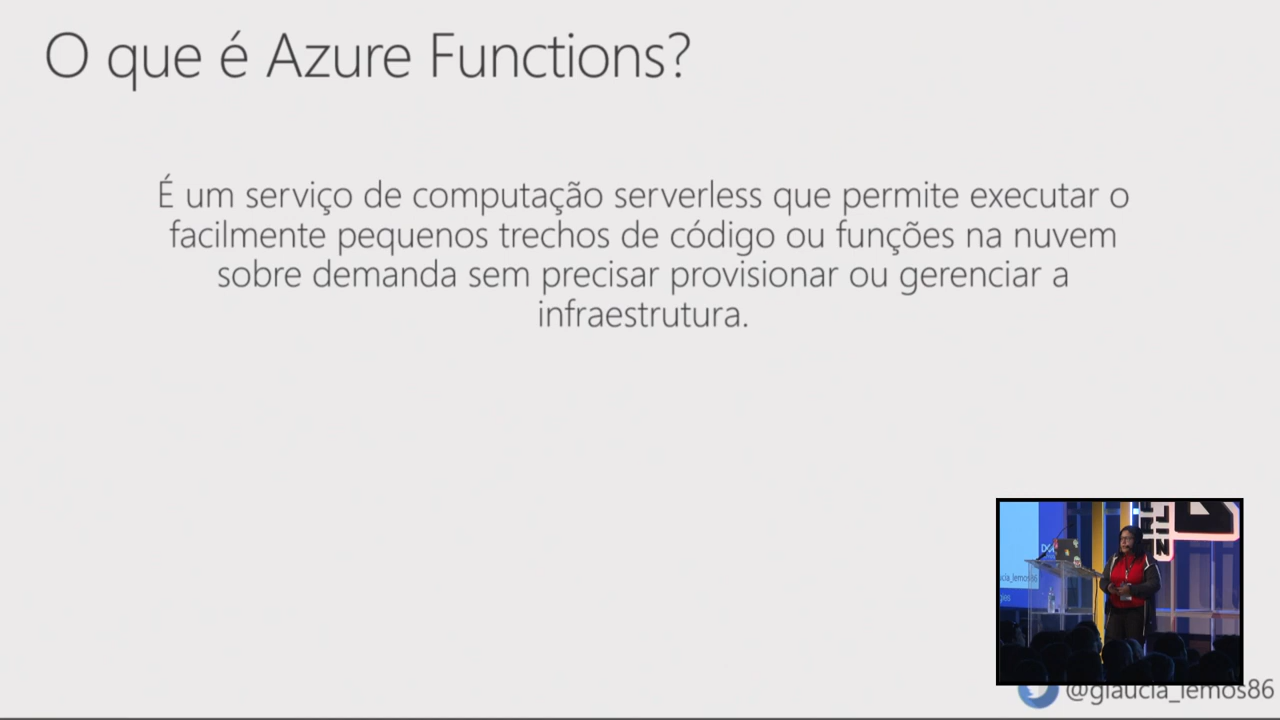 O que é Azure Functions?
É um serviço de computação serverless que permite executar o
facilmente pequenos trechos de código ou funções na nuvem
sobre demanda sem precisar provisionar ou gerenciar a
infraestrutura.
@glaucia_lemos86